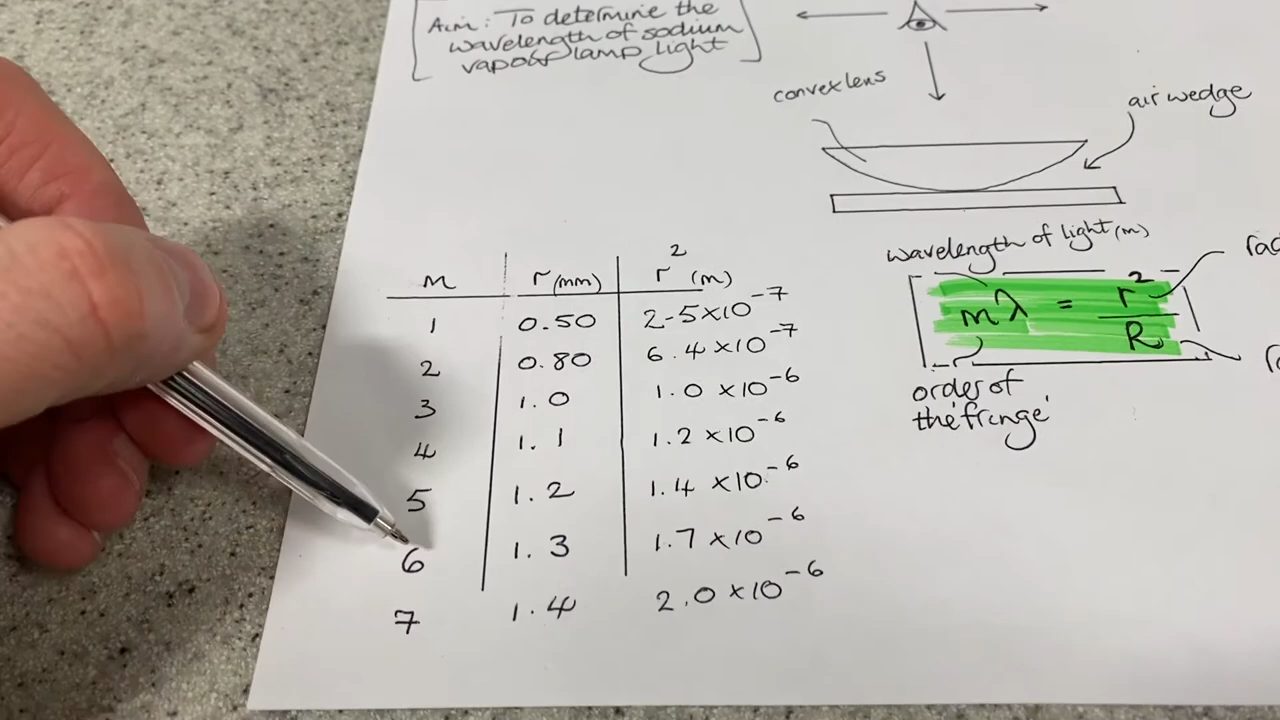 Aim: To determine the
wavelength of sodium
vapour lamp light
convex lens
air wedge
m r (mm) r² (m)
1 0.50 2.5×10⁻⁷
2 0.80 6.4×10⁻⁷
3 1.0 1.0×10⁻⁶
4 1.1 1.2×10⁻⁶
5 1.2 1.4×10⁻⁶
6 1.3 1.7×10⁻⁶
7 1.4 2.0×10⁻⁶
wavelength of light (m)
mλ = r²/R
order of
the 'fringe'